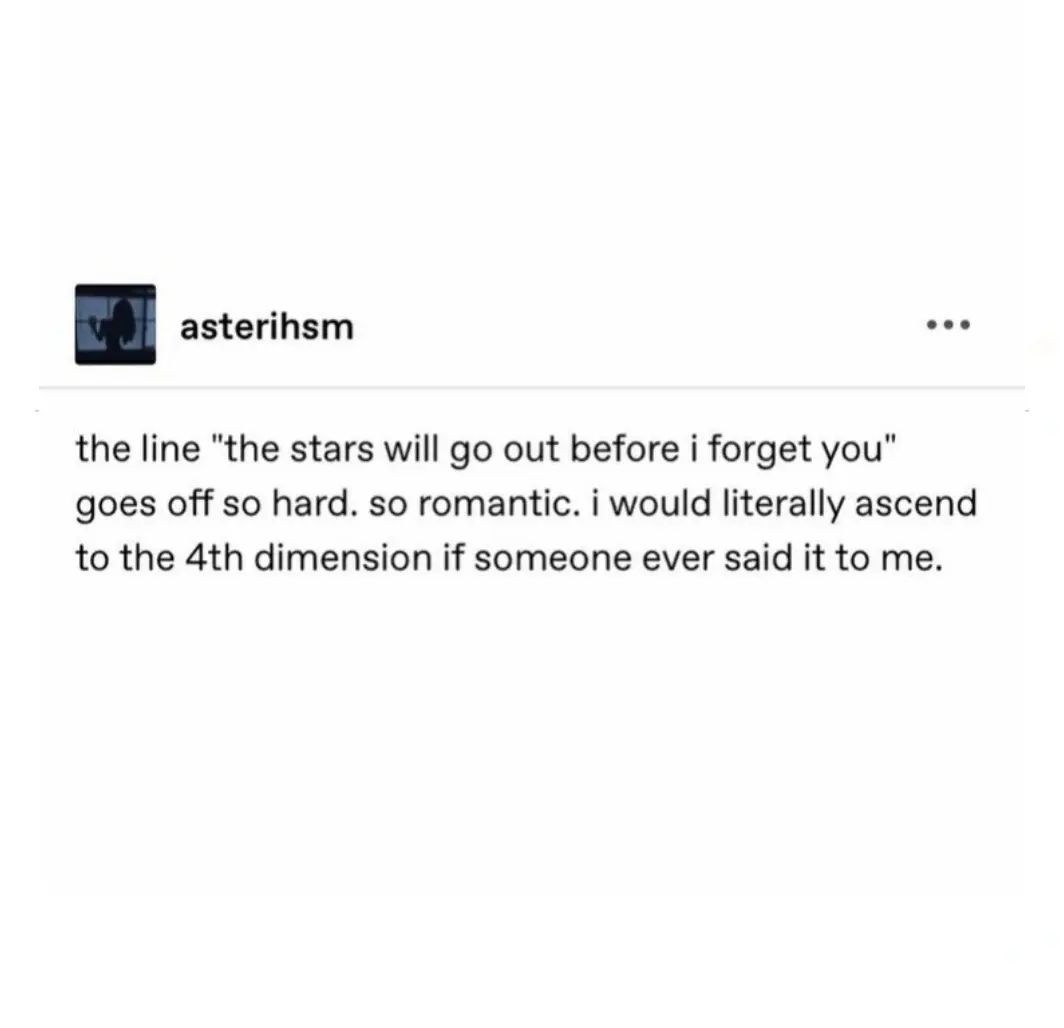 asterihsm
the line "the stars will go out before i forget you"
goes off so hard. so romantic. i would literally ascend
to the 4th dimension if someone ever said it to me.